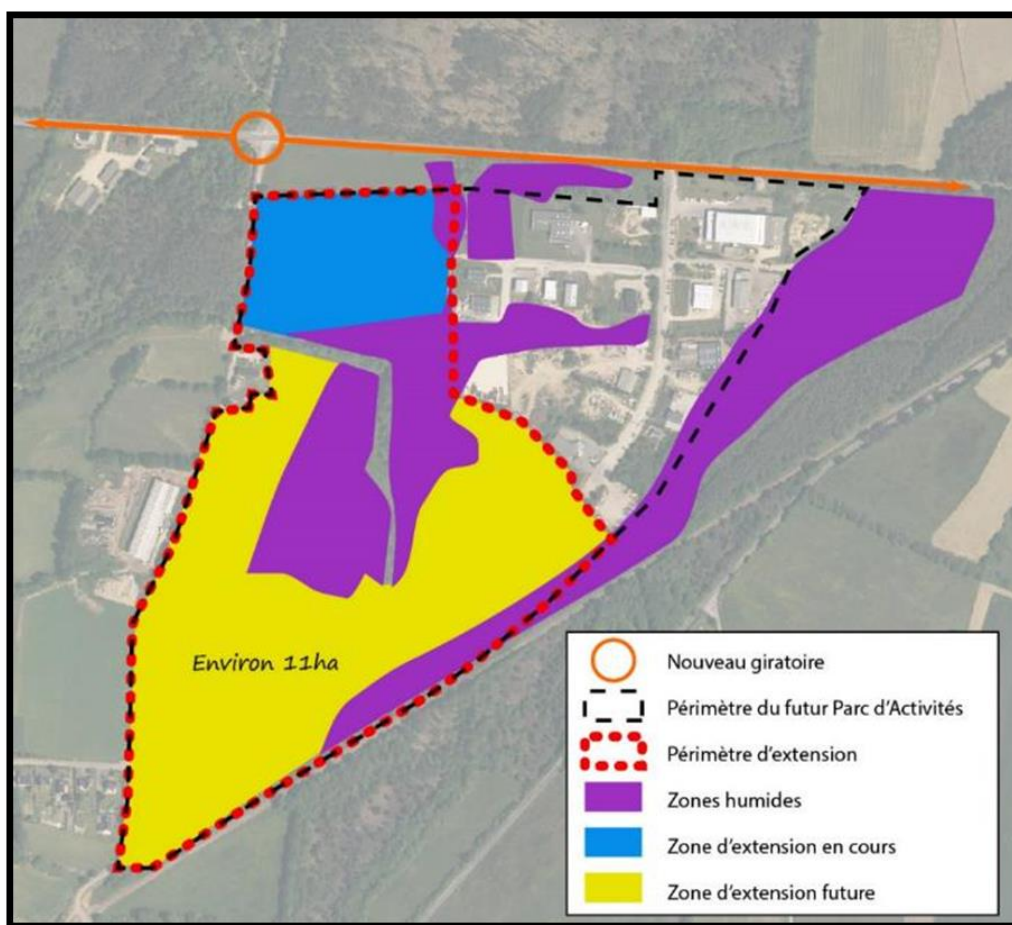 Environ 11ha
Nouveau giratoire
Périmètre du futur Parc d'Activités
Périmètre d'extension
Zones humides
Zone d'extension en cours
Zone d'extension future